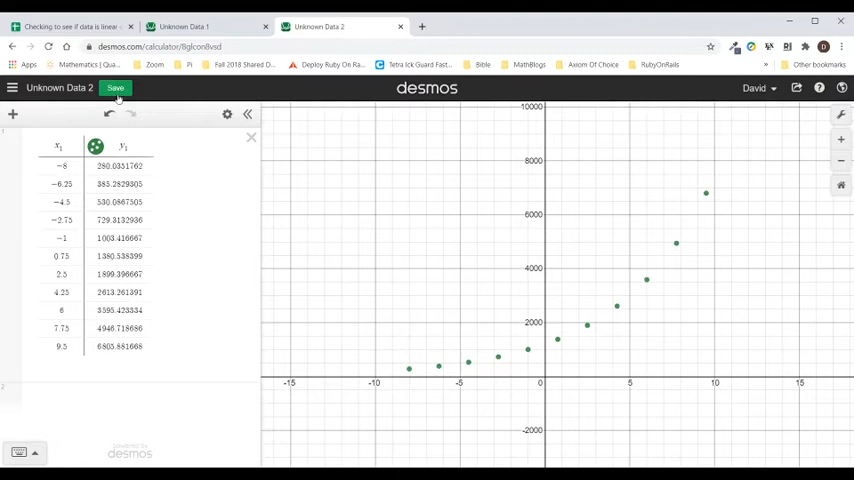 Checking to see if data is linear
Unknown Data 1
Unknown Data 2
desmos.com/calculator/8glcon8vsd
Apps
Mathematics | Qua...
Zoom
Pi
Fall 2018 Shared D...
Deploy Ruby On R...
Tetra Ick Guard Fast...
Bible
MathBlogs
Axiom Of Choice
RubyOnRails
»
Other bookmarks
Unknown Data 2
Save
desmos
David
1
x1 y1
−8 280.0351762
−6.25 385.2829305
−4.5 530.0867505
−2.75 729.3132936
−1 1003.416667
0.75 1380.538399
2.5 1899.396667
4.25 2613.261391
6 3595.423334
7.75 4946.718686
9.5 6805.881668
2
powered by
desmos
10000
8000
6000
4000
2000
-15 -10 -5 0 5 10 15
-2000